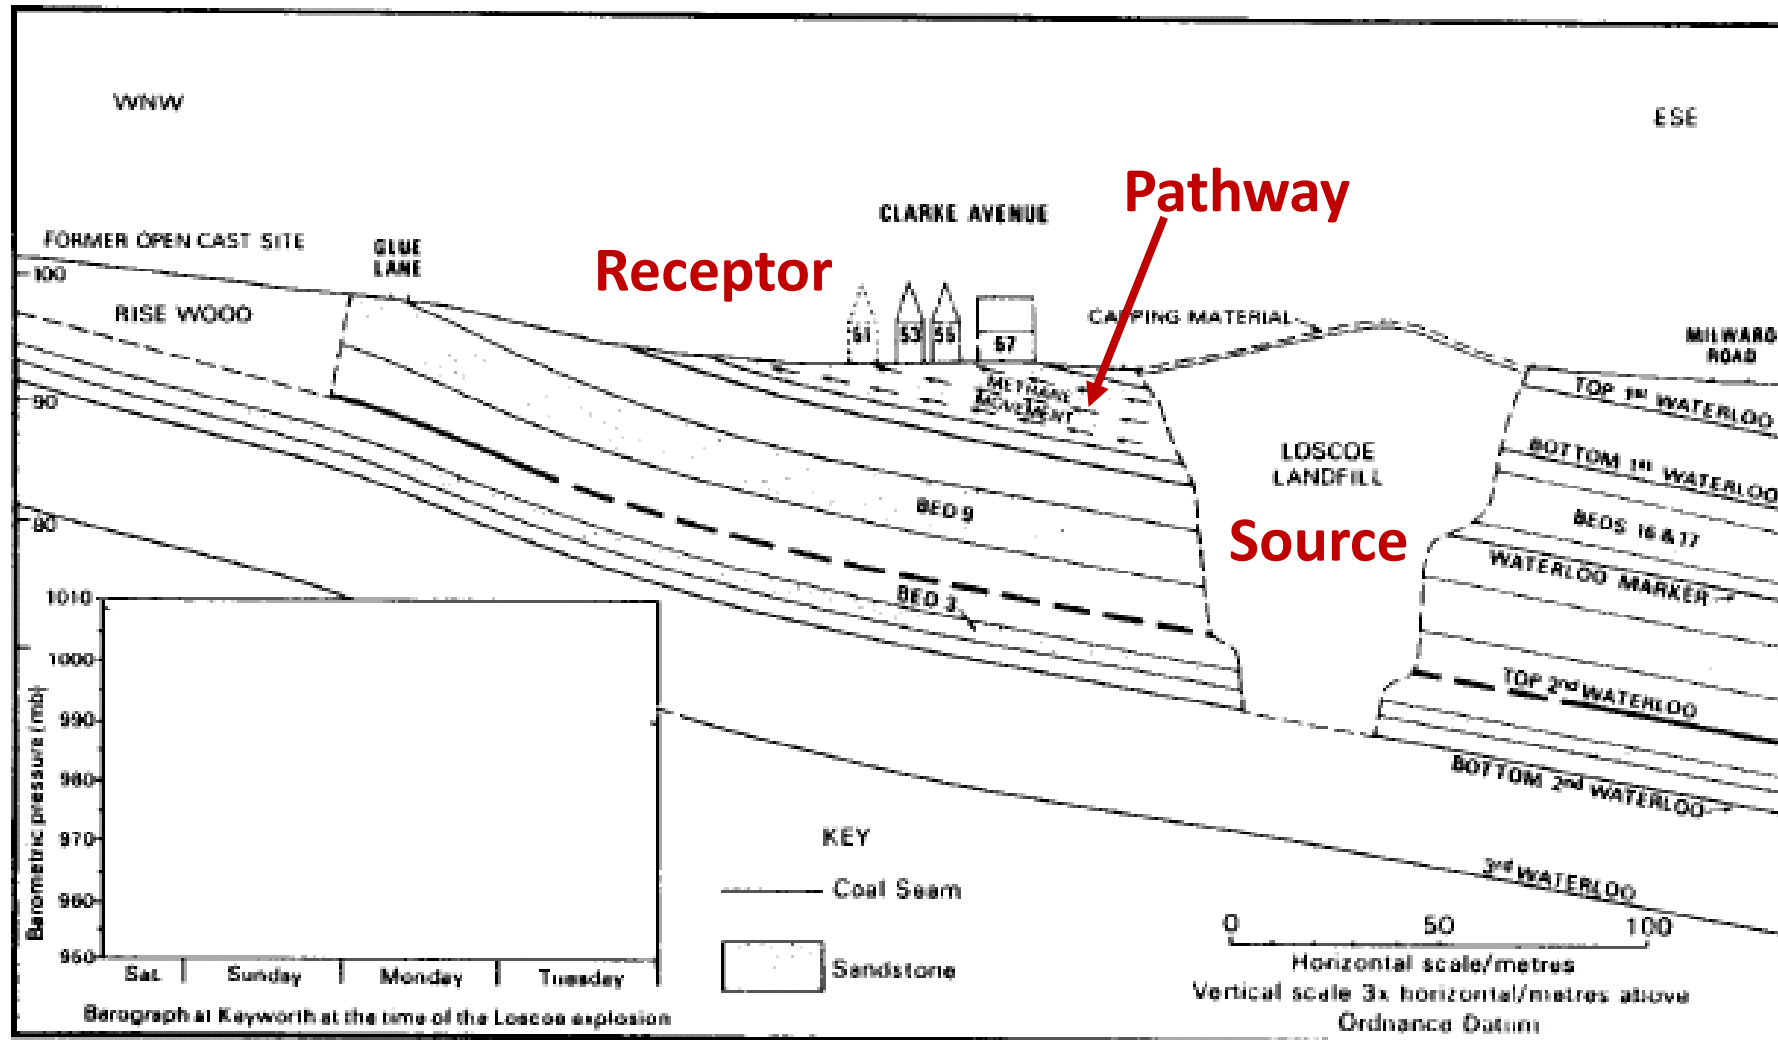 WNW
ESE
Pathway
CLARKE AVENUE
FORMER OPEN CAST SITE
GLUE
LANE
Receptor
100
RISE WOOD
51
53
55
57
CAPPING MATERIAL
MILWARD
ROAD
METHANE
MOVEMENT
TOP 1st WATERLOO
90
LOSCOE
LANDFILL
BOTTOM 1st WATERLOO
BED 9
Source
BEDS 16 & 17
80
WATERLOO MARKER
BED 3
TOP 2nd WATERLOO
BOTTOM 2nd WATERLOO
3rd WATERLOO
Barometric pressure (mb)
1010
1000
990
980
970
960
950
Sat.
Sunday
Monday
Tuesday
Barograph at Keyworth at the time of the Loscoe explosion
KEY
Coal Seam
Sandstone
0
50
100
Horizontal scale/metres
Vertical scale 3x horizontal/metres above
Ordnance Datum